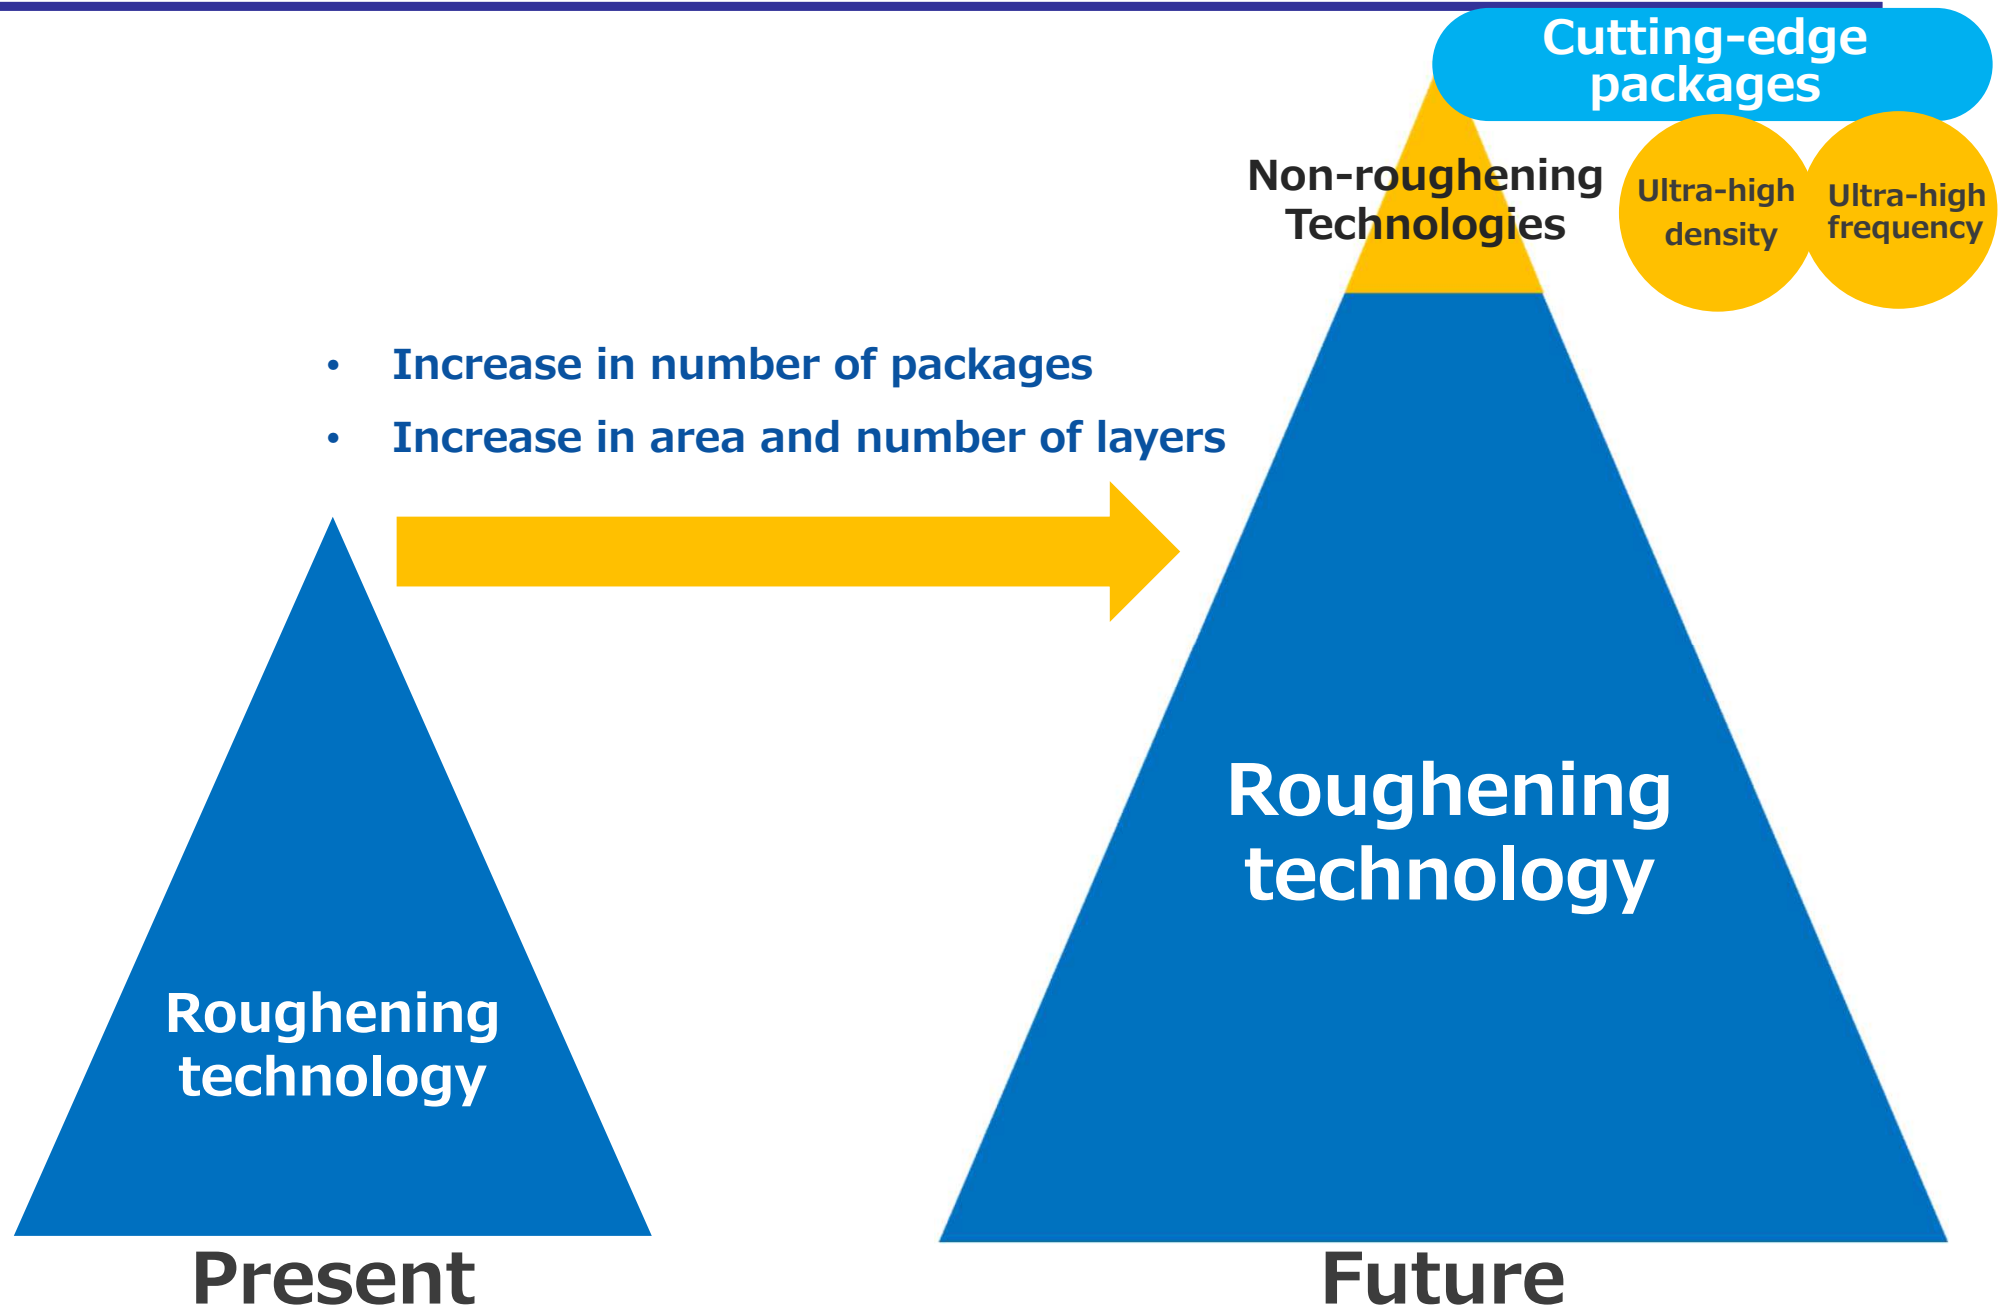 Cutting-edge
packages
Non-roughening
Technologies
Ultra-high
density
Ultra-high
frequency
• Increase in number of packages
• Increase in area and number of layers
Roughening
technology
Roughening
technology
Present
Future